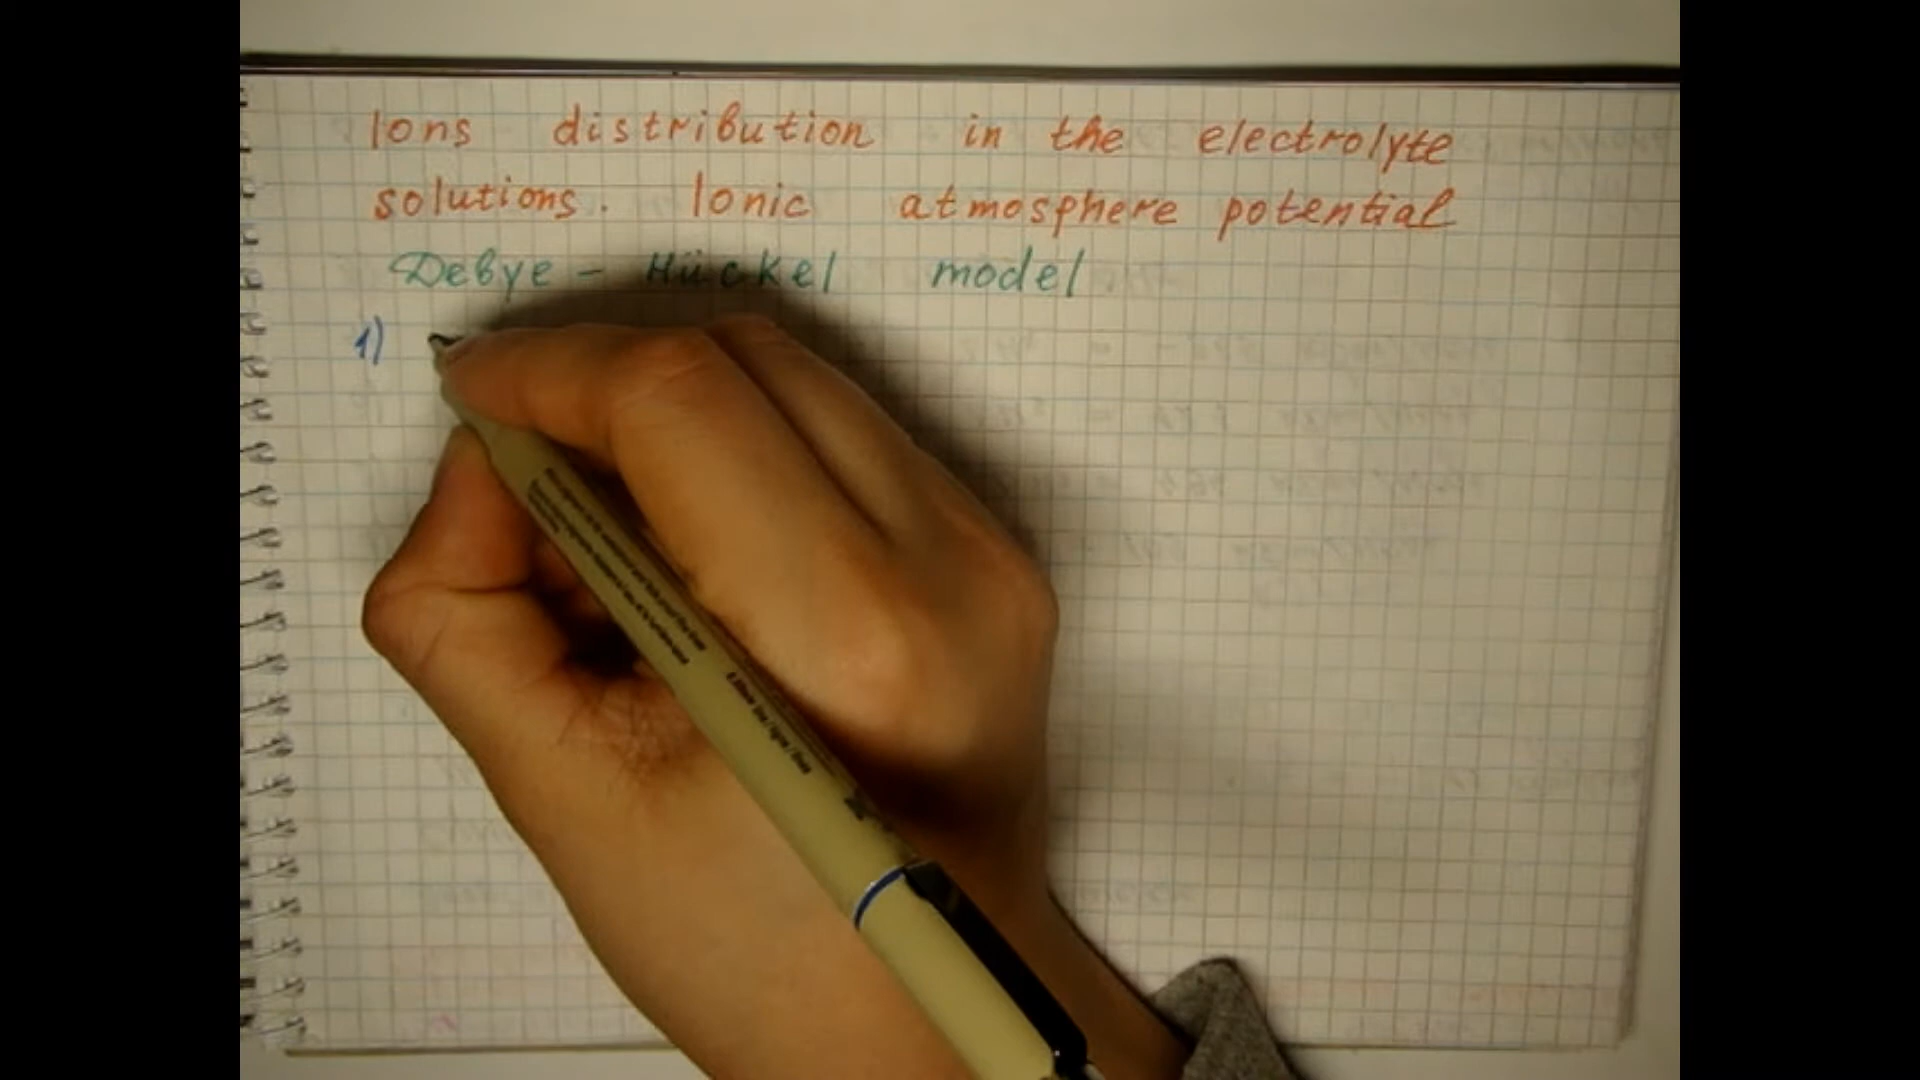 Ions distribution in the electrolyte
solutions. Ionic atmosphere potential
Debye - Hückel model
1)